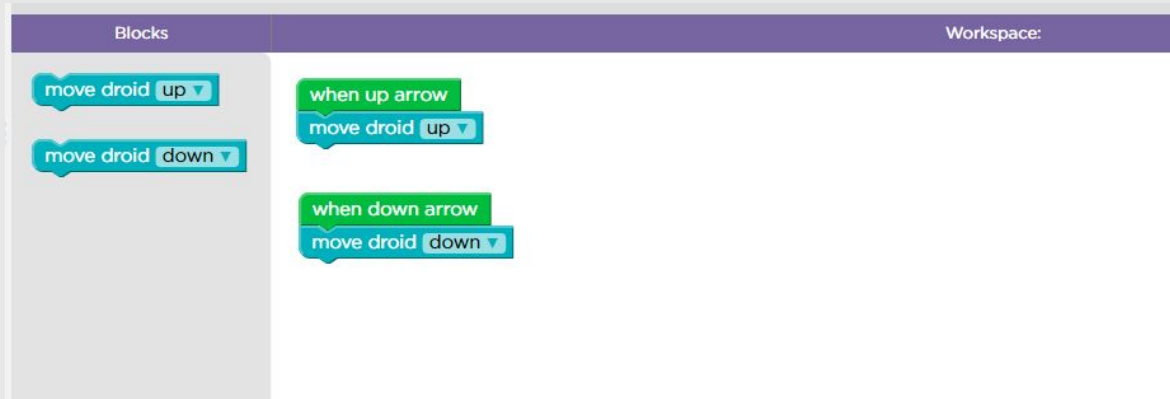 Blocks
Workspace:
move droid up
move droid down
when up arrow
move droid up
when down arrow
move droid down